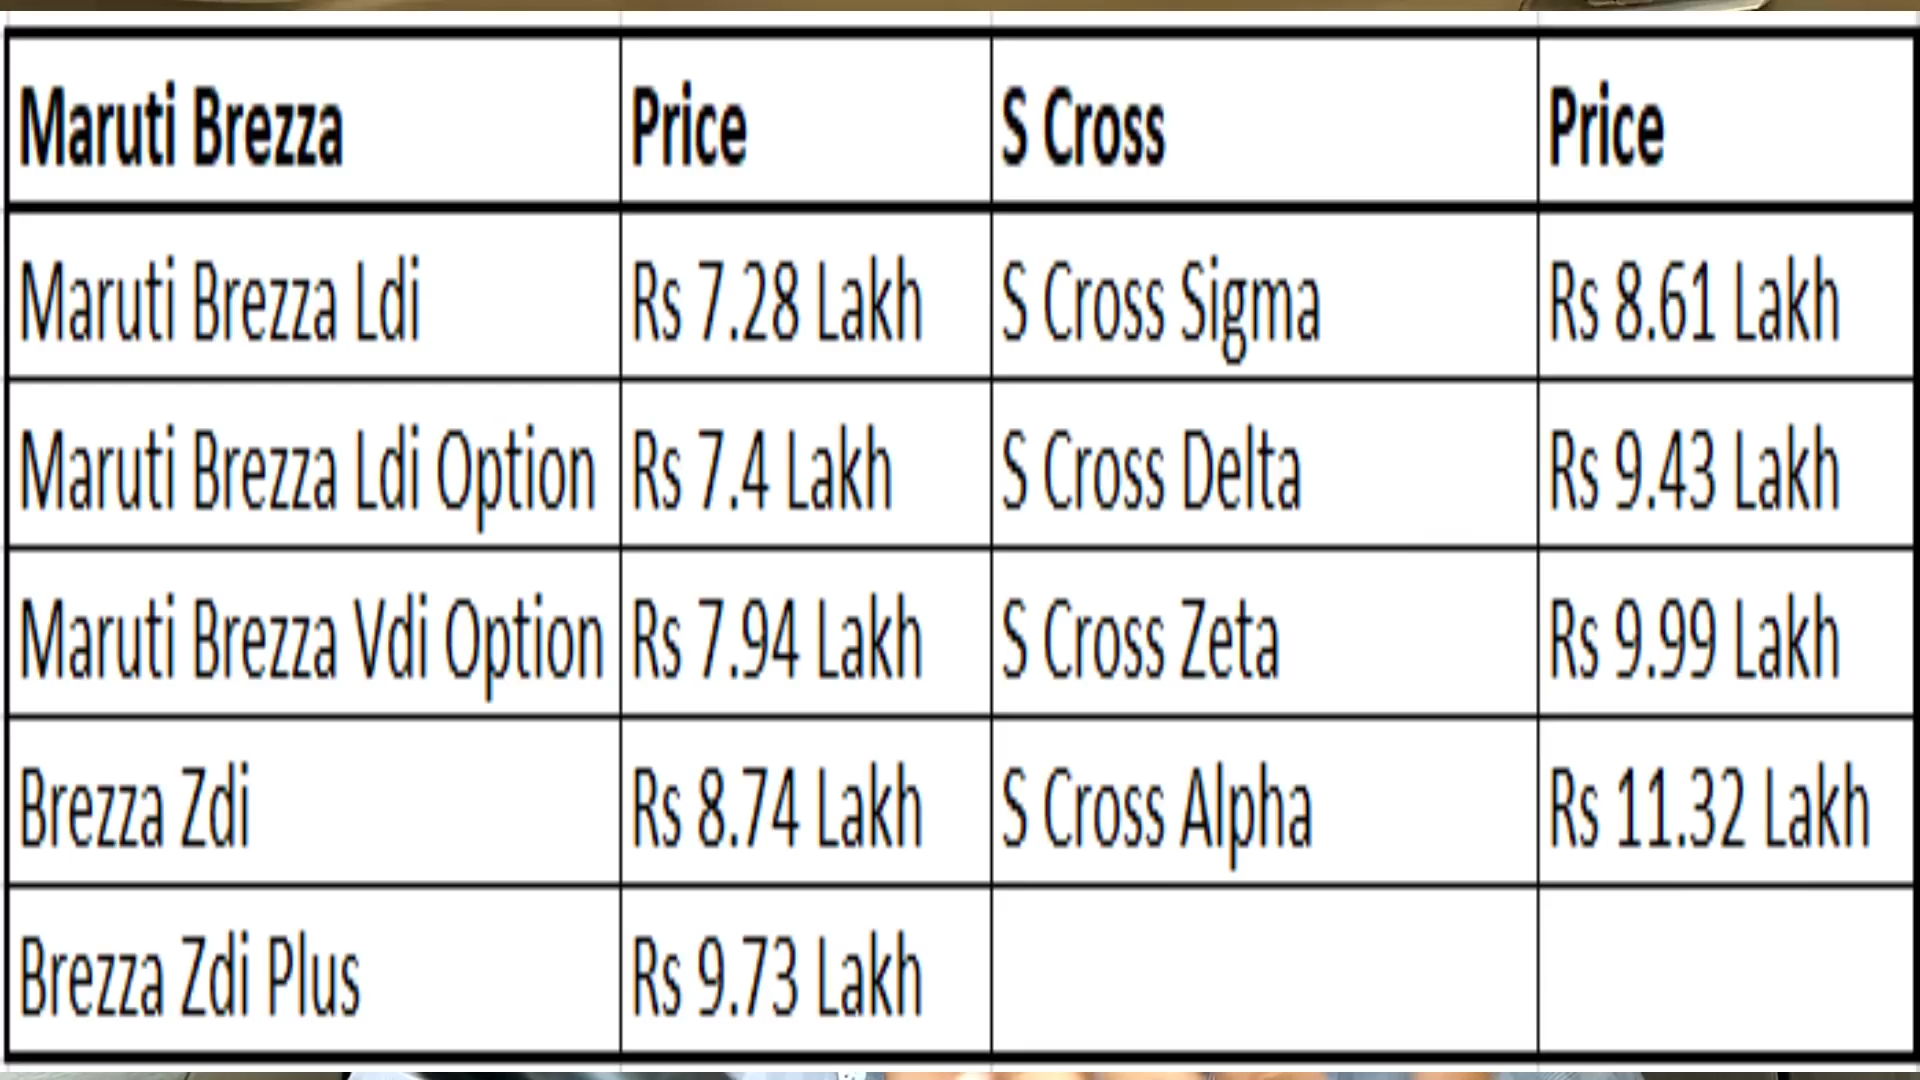 Maruti Brezza Price S Cross Price
Maruti Brezza Ldi Rs 7.28 Lakh S Cross Sigma Rs 8.61 Lakh
Maruti Brezza Ldi Option Rs 7.4 Lakh S Cross Delta Rs 9.43 Lakh
Maruti Brezza Vdi Option Rs 7.94 Lakh S Cross Zeta Rs 9.99 Lakh
Brezza Zdi Rs 8.74 Lakh S Cross Alpha Rs 11.32 Lakh
Brezza Zdi Plus Rs 9.73 Lakh